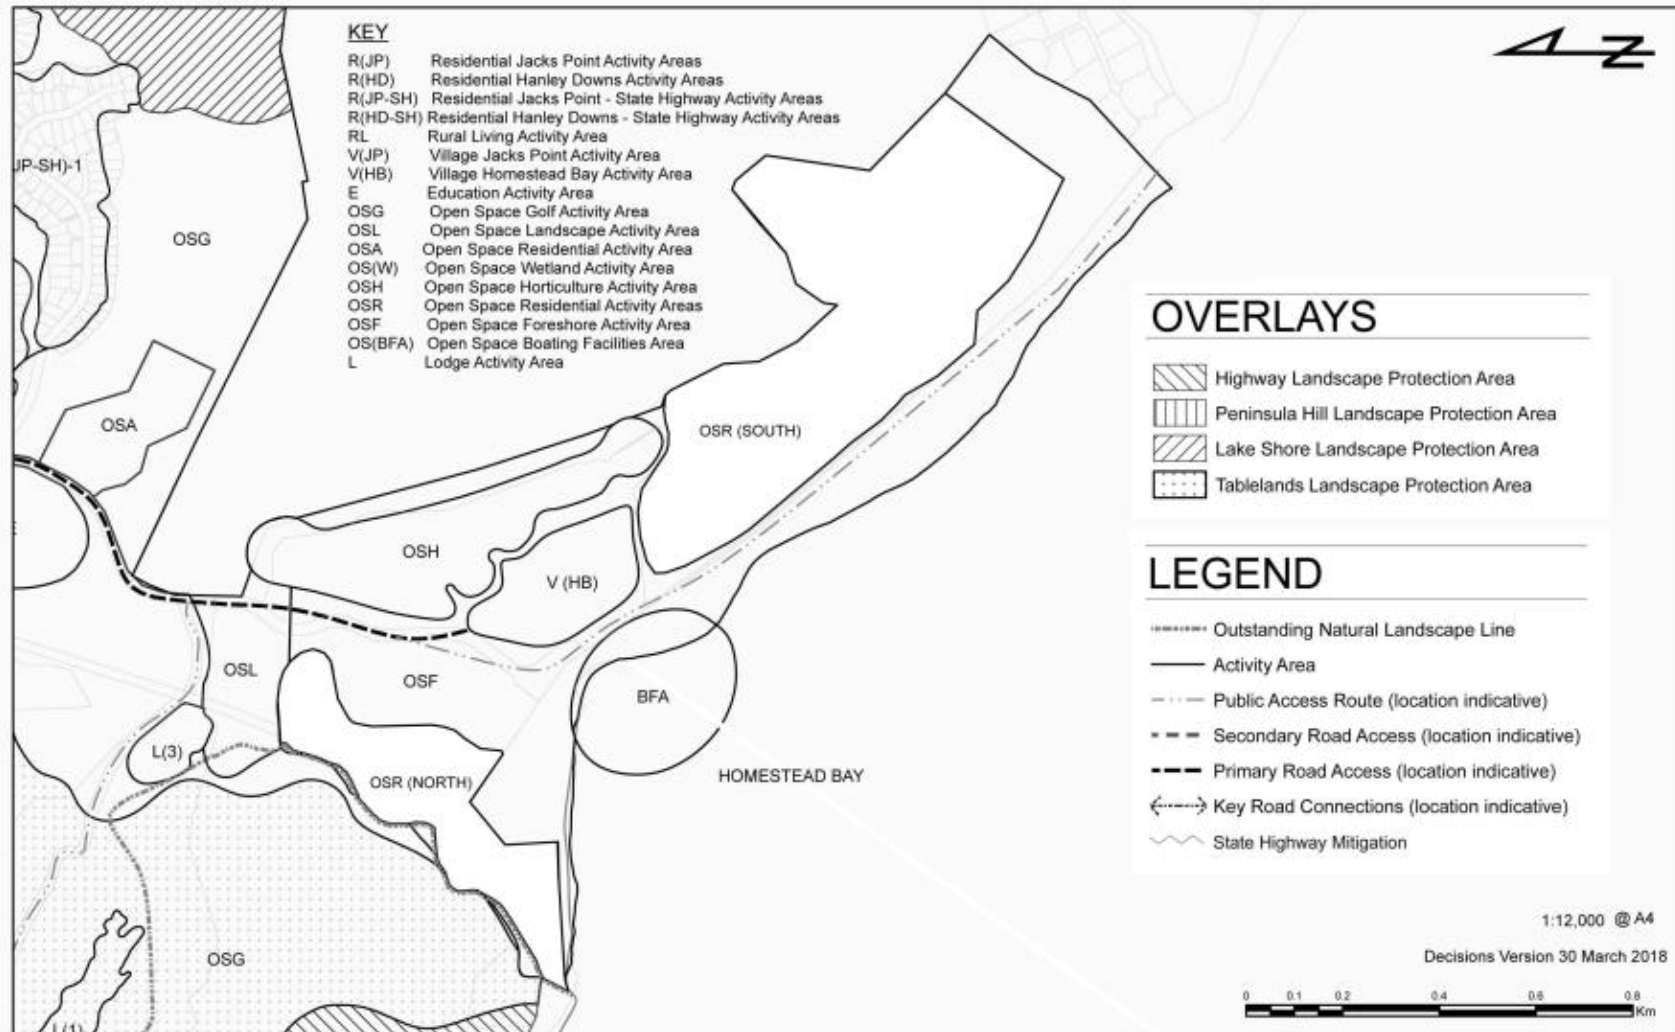 KEY
R(JP) Residential Jacks Point Activity Areas
R(HD) Residential Hanley Downs Activity Areas
R(JP-SH) Residential Jacks Point - State Highway Activity Areas
R(HD-SH) Residential Hanley Downs - State Highway Activity Areas
RL Rural Living Activity Area
V(JP) Village Jacks Point Activity Area
V(HB) Village Homestead Bay Activity Area
E Education Activity Area
OSG Open Space Golf Activity Area
OSL Open Space Landscape Activity Area
OSA Open Space Residential Activity Area
OS(W) Open Space Wetland Activity Area
OSH Open Space Horticulture Activity Area
OSR Open Space Residential Activity Areas
OSF Open Space Foreshore Activity Area
OS(BFA) Open Space Boating Facilities Area
L Lodge Activity Area
Z
JP-SH)-1
OSG
OSA
OSR (SOUTH)
OSH
V (HB)
OSL
OSF
BFA
L(3)
OSR (NORTH)
HOMESTEAD BAY
OSG
L(1)
OVERLAYS
Highway Landscape Protection Area
Peninsula Hill Landscape Protection Area
Lake Shore Landscape Protection Area
Tablelands Landscape Protection Area
LEGEND
Outstanding Natural Landscape Line
Activity Area
Public Access Route (location indicative)
Secondary Road Access (location indicative)
Primary Road Access (location indicative)
Key Road Connections (location indicative)
State Highway Mitigation
1:12,000 @ A4
Decisions Version 30 March 2018
0 0.1 0.2 0.4 0.6 0.8
Km